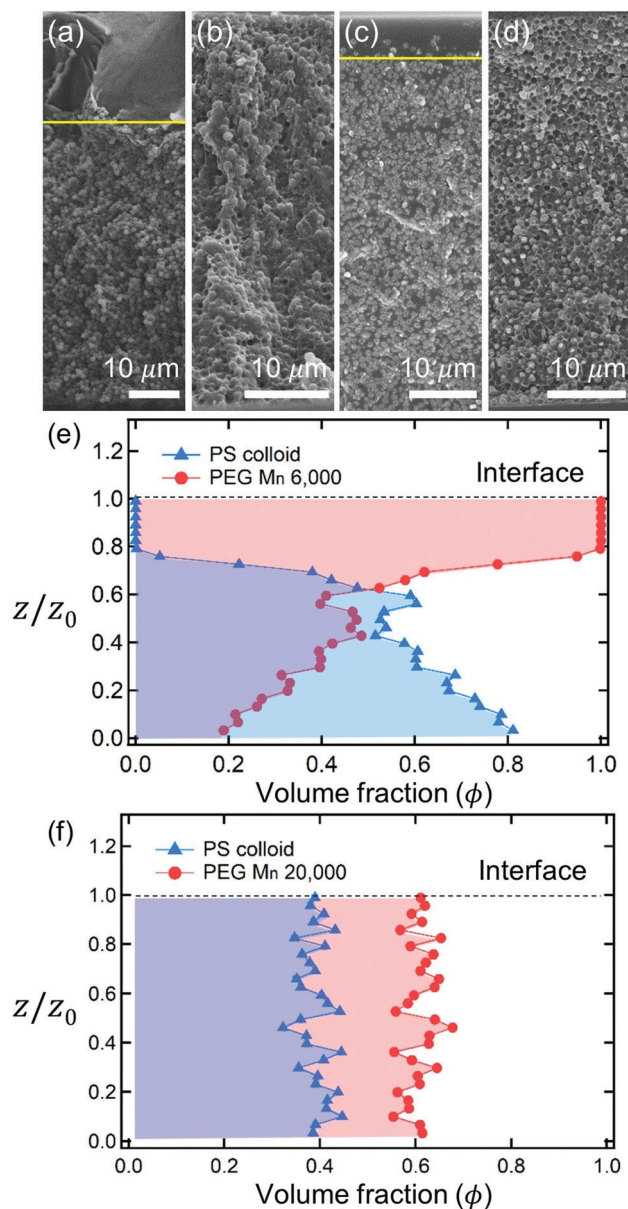 (a) (b) (c) (d)
10 μm 10 μm 10 μm 10 μm
(e)
PS colloid
PEG Mn 6,000
Interface
1.2
1.0
0.8
0.6
0.4
0.2
0.0
z/z₀
0.0 0.2 0.4 0.6 0.8 1.0
Volume fraction (ϕ)
(f)
PS colloid
PEG Mn 20,000
Interface
1.2
1.0
0.8
0.6
0.4
0.2
0.0
z/z₀
0.0 0.2 0.4 0.6 0.8 1.0
Volume fraction (ϕ)